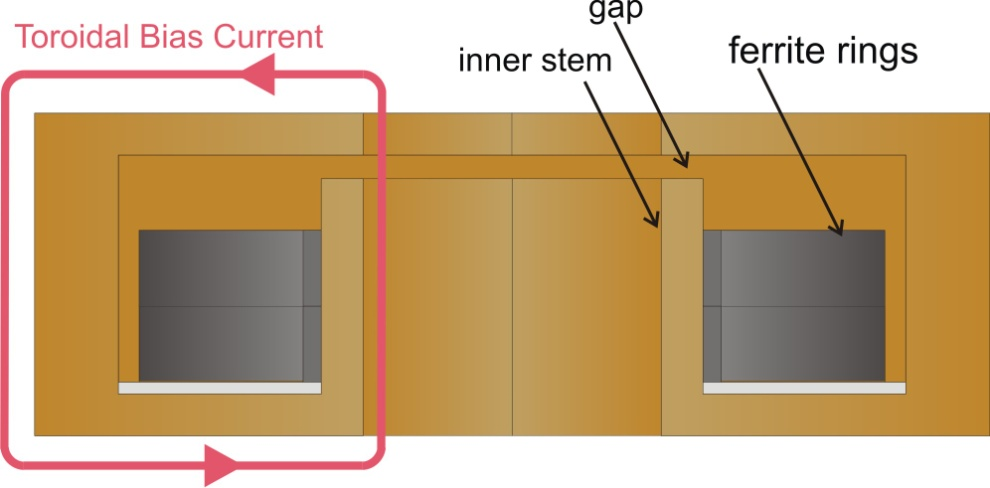 gap
Toroidal Bias Current
inner stem
ferrite rings